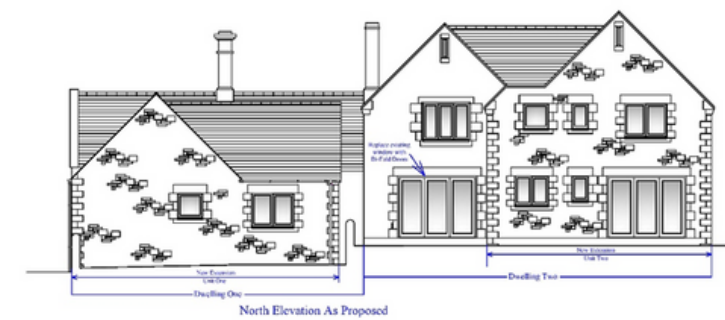 Replace existing
window with
Bi-Fold Doors
New Extension
Unit One
New Extension
Unit Two
Dwelling One
Dwelling Two
North Elevation As Proposed